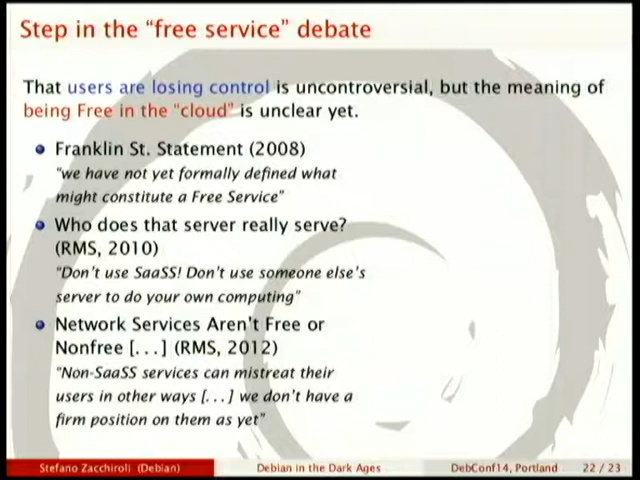 Step in the “free service” debate
That users are losing control is uncontroversial, but the meaning of
being Free in the “cloud” is unclear yet.
Franklin St. Statement (2008)
“we have not yet formally defined what
might constitute a Free Service”
Who does that server really serve?
(RMS, 2010)
“Don't use SaaSS! Don't use someone else's
server to do your own computing”
Network Services Aren't Free or
Nonfree [...] (RMS, 2012)
“Non-SaaSS services can mistreat their
users in other ways [...] we don't have a
firm position on them as yet”
Stefano Zacchiroli (Debian) Debian in the Dark Ages DebConf14, Portland 22 / 23